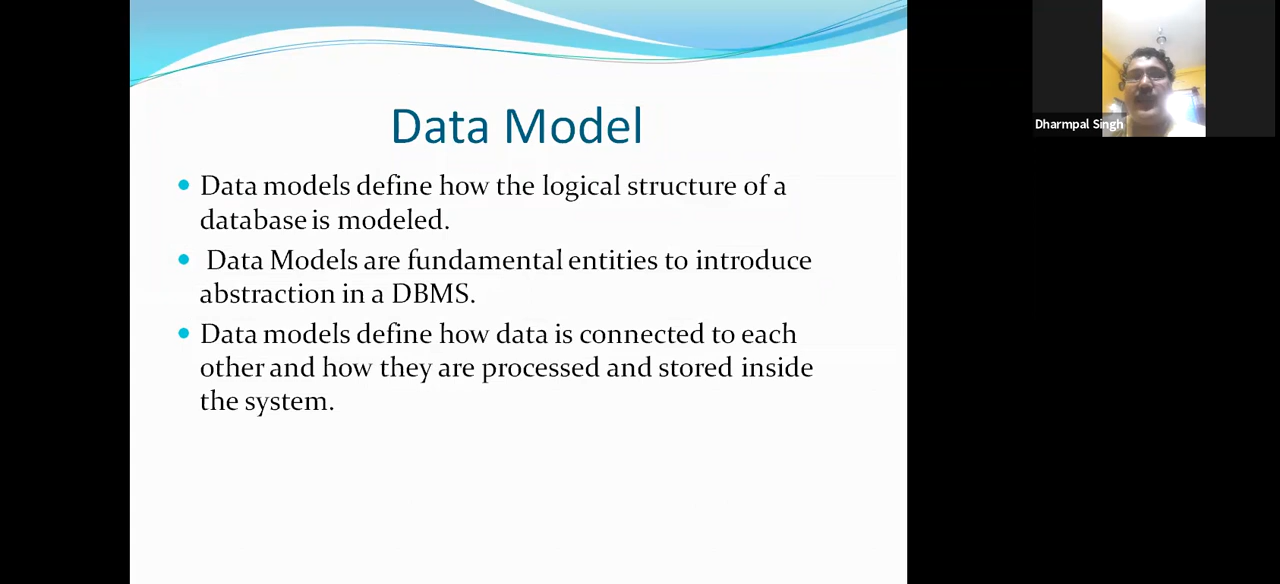 Data Model
Data models define how the logical structure of a
database is modeled.
Data Models are fundamental entities to introduce
abstraction in a DBMS.
Data models define how data is connected to each
other and how they are processed and stored inside
the system.
Dharmpal Singh